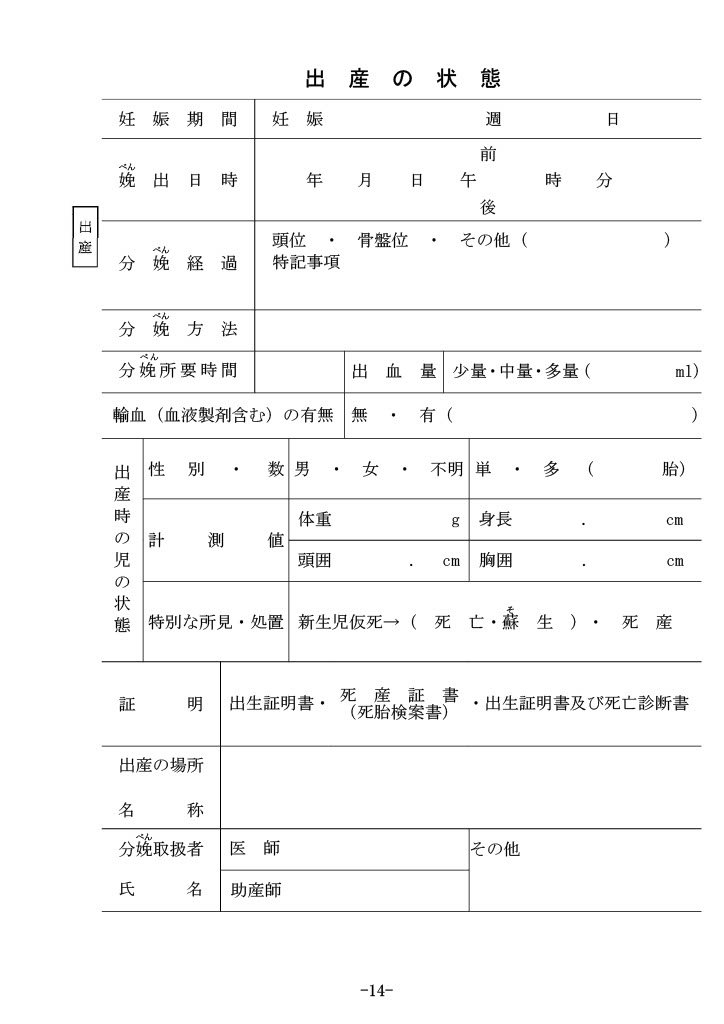 出産の状態
妊娠期間 妊娠 週 日
前
娩出日時 年 月 日 午 時 分
べん
後
出産
頭位 ・ 骨盤位 ・ その他 ( )
分娩経過 特記事項
べん
分娩方法
べん
分娩所要時間 出血量 少量・中量・多量 ( ml)
べん
輸血（血液製剤含む）の有無 無 ・ 有 ( )
出産時の児の状態
性別・数 男 ・ 女 ・ 不明 単 ・ 多 ( 胎)
計測値 体重 g 身長 . cm
頭囲 . cm 胸囲 . cm
特別な所見・処置 新生児仮死→（ 死亡・蘇生 ）・ 死産
そ
証明 出生証明書・ 死産証書 ・出生証明書及び死亡診断書
（死胎検案書）
出産の場所
名称
分娩取扱者 医師 その他
べん
氏名 助産師
-14-